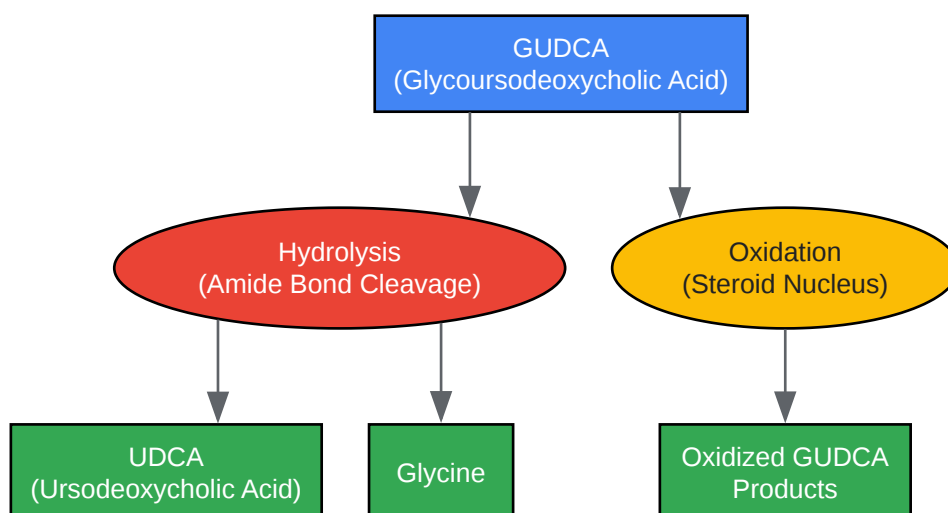 GUDCA
(Glycoursodeoxycholic Acid)
Hydrolysis
(Amide Bond Cleavage)
Oxidation
(Steroid Nucleus)
UDCA
(Ursodeoxycholic Acid)
Glycine
Oxidized GUDCA
Products